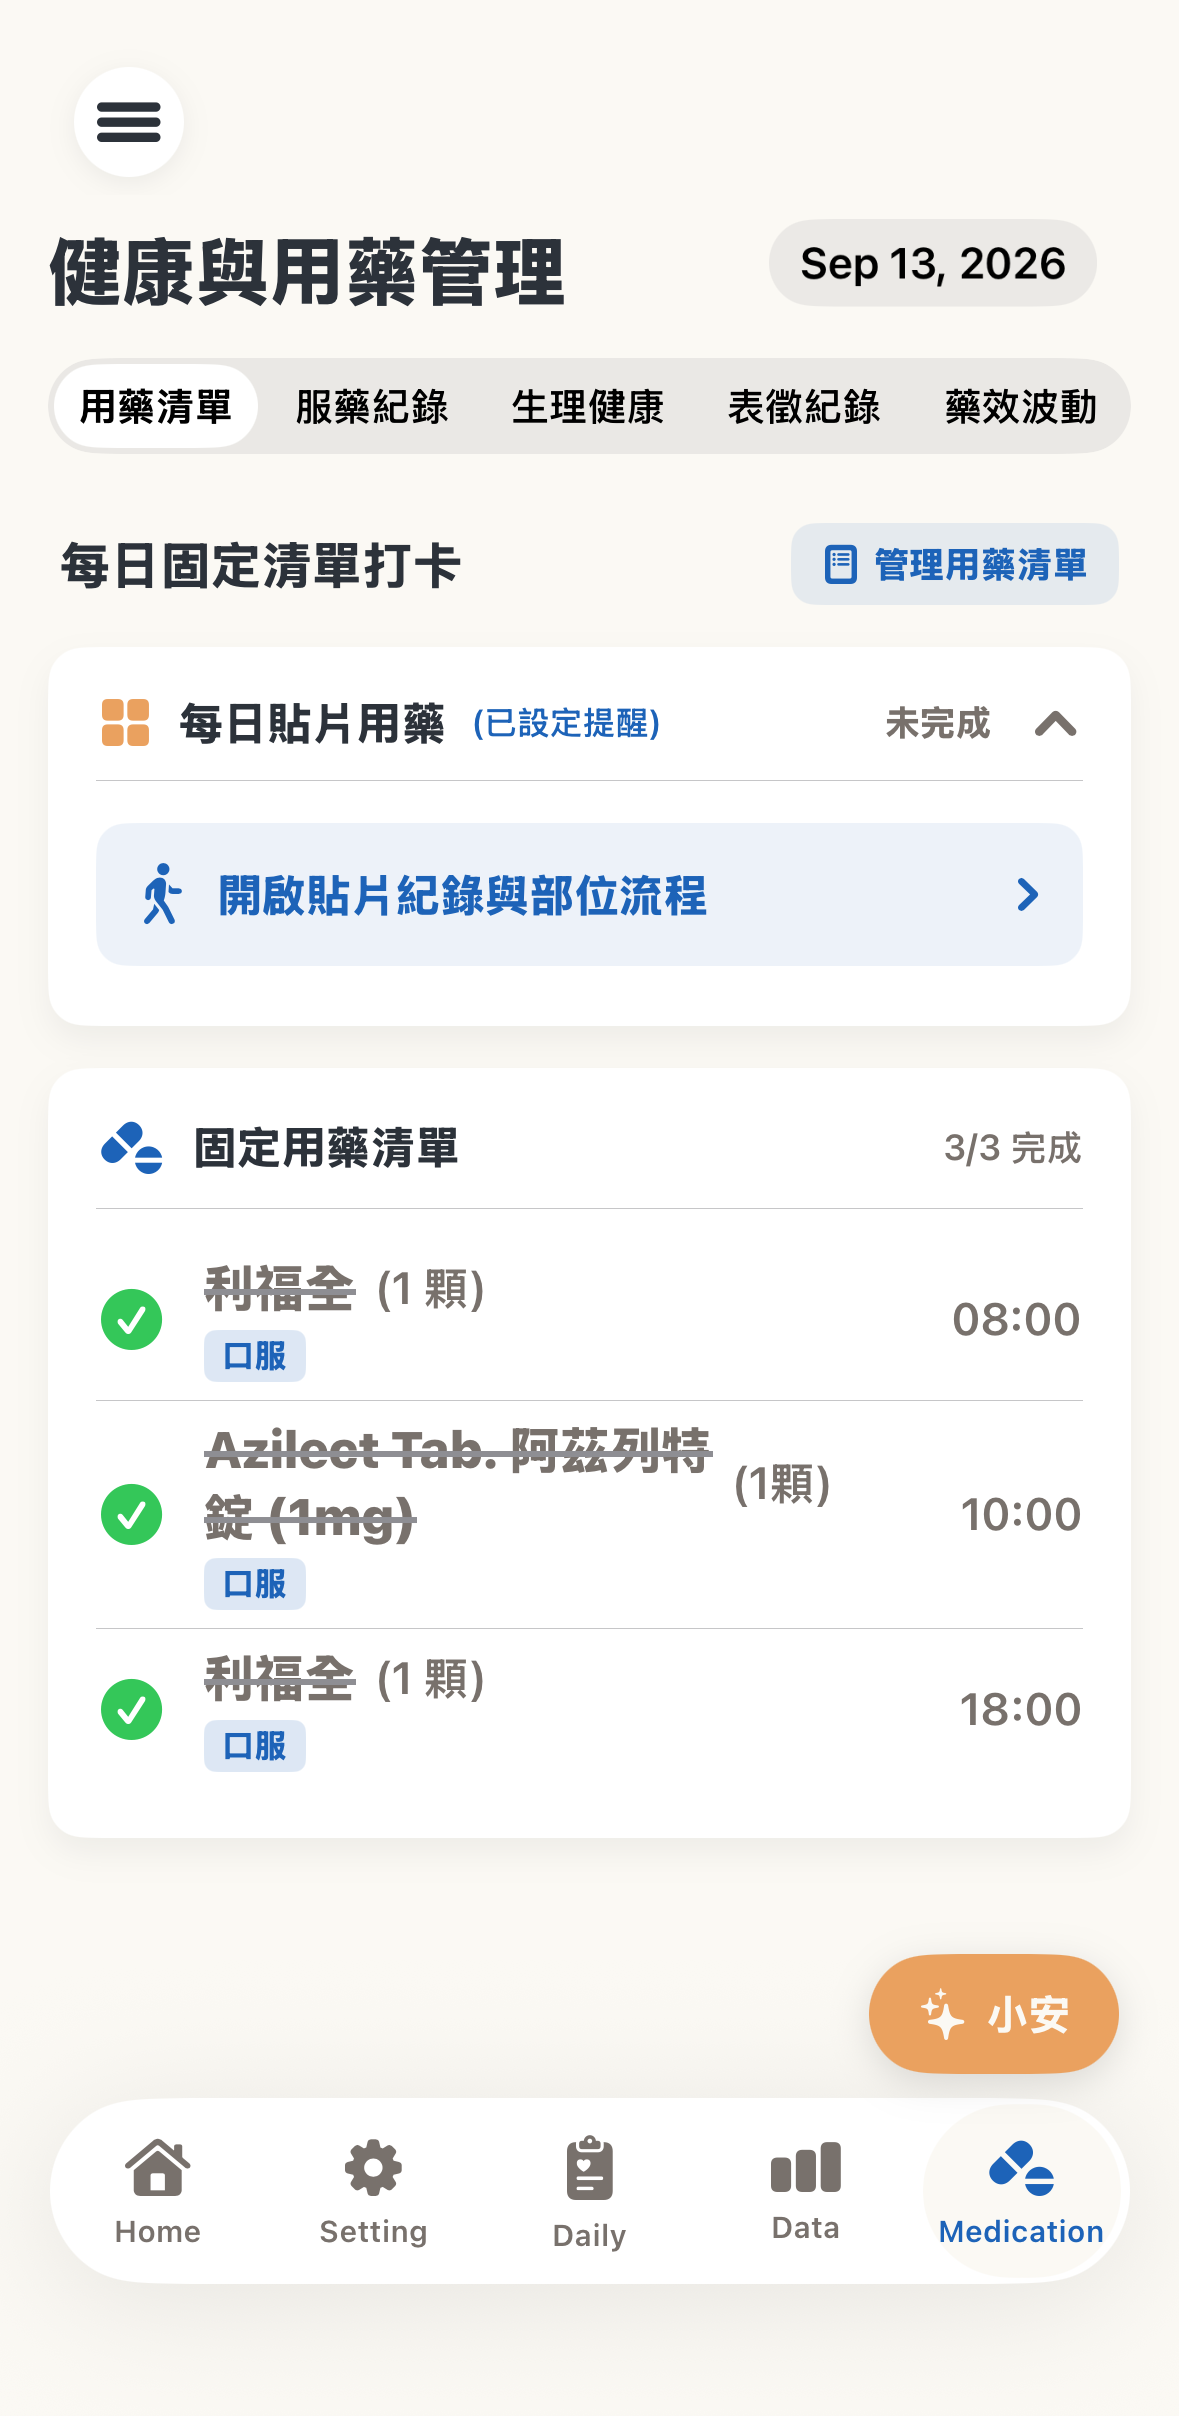 健康與用藥管理
Sep 13, 2026
用藥清單 服藥紀錄 生理健康 表徵紀錄 藥效波動
每日固定清單打卡
管理用藥清單
每日貼片用藥 (已設定提醒) 未完成
開啟貼片紀錄與部位流程
固定用藥清單 3/3 完成
利福全 (1 顆)
口服
08:00
Azilect Tab. 阿茲列特
錠 (1mg)
(1顆)
口服
10:00
利福全 (1 顆)
口服
18:00
小安
Home Setting Daily Data Medication